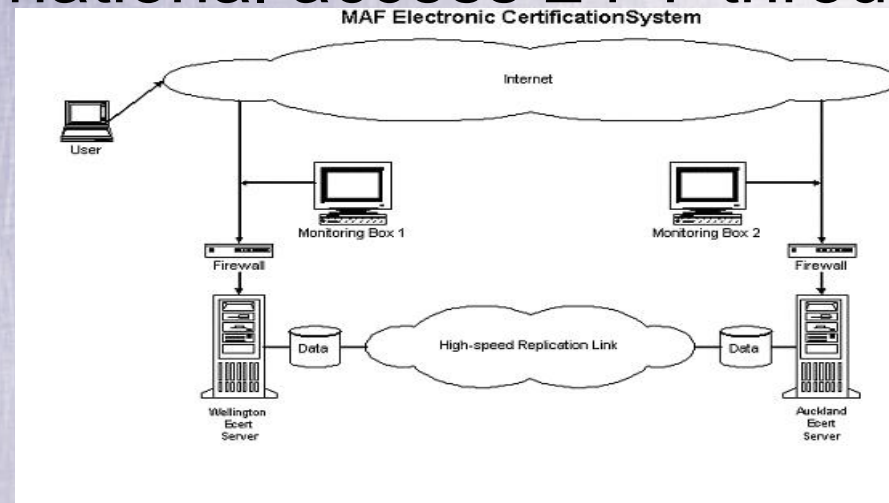 MAF Electronic CertificationSystem
Internet
User
Monitoring Box 1
Monitoring Box 2
Firewall
Firewall
Data
High-speed Replication Link
Data
Wellington
Ecert
Server
Auckland
Ecert
Server